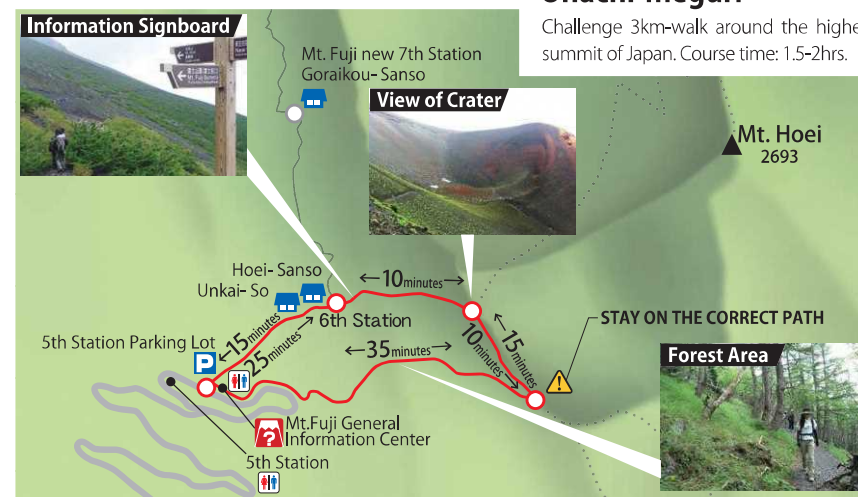 Challenge 3km-walk around the highe
summit of Japan. Course time: 1.5-2hrs.
Information Signboard
Mt. Fuji new 7th Station
Goraikou-Sanso
View of Crater
Mt. Hoei
2693
Hoei-Sanso
Unkai-So
←10minutes→
6th Station
←15minutes
25minutes→
5th Station Parking Lot
P
←35minutes→
←15minutes
10minutes→
STAY ON THE CORRECT PATH
Forest Area
Mt.Fuji General
Information Center
5th Station